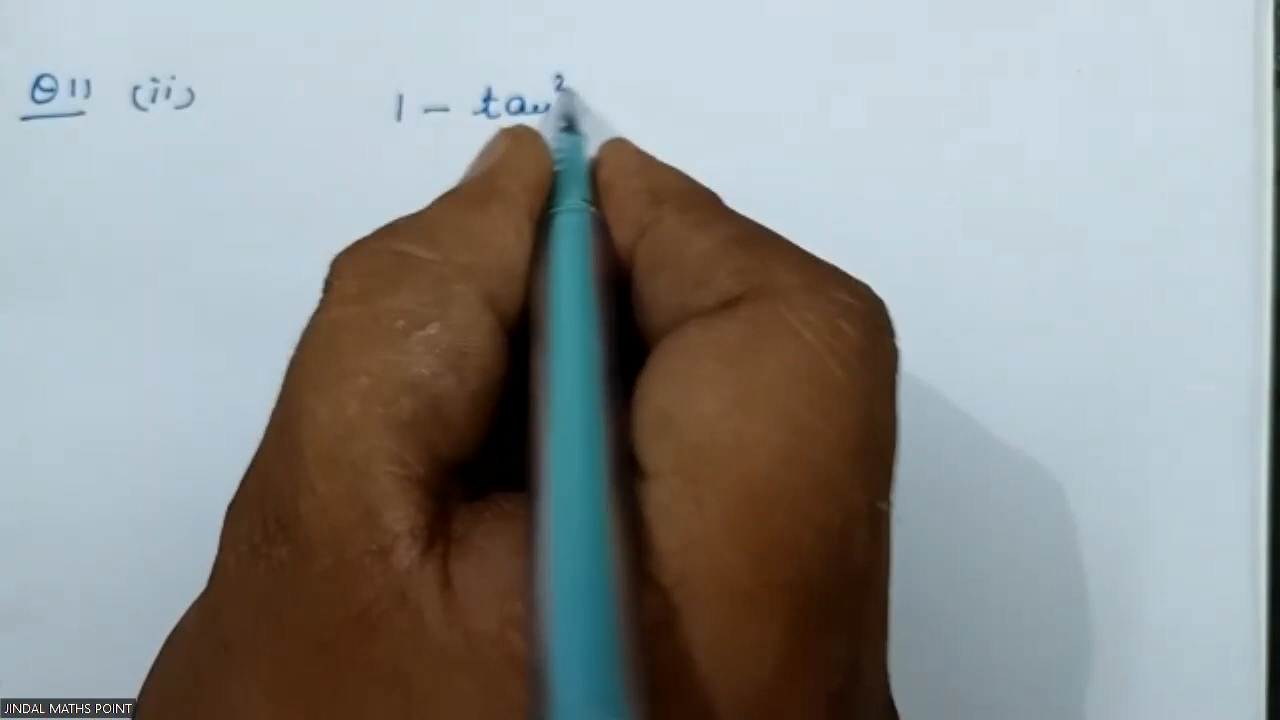 Q11 (ii) 1 - tan²
JINDAL MATHS POINT